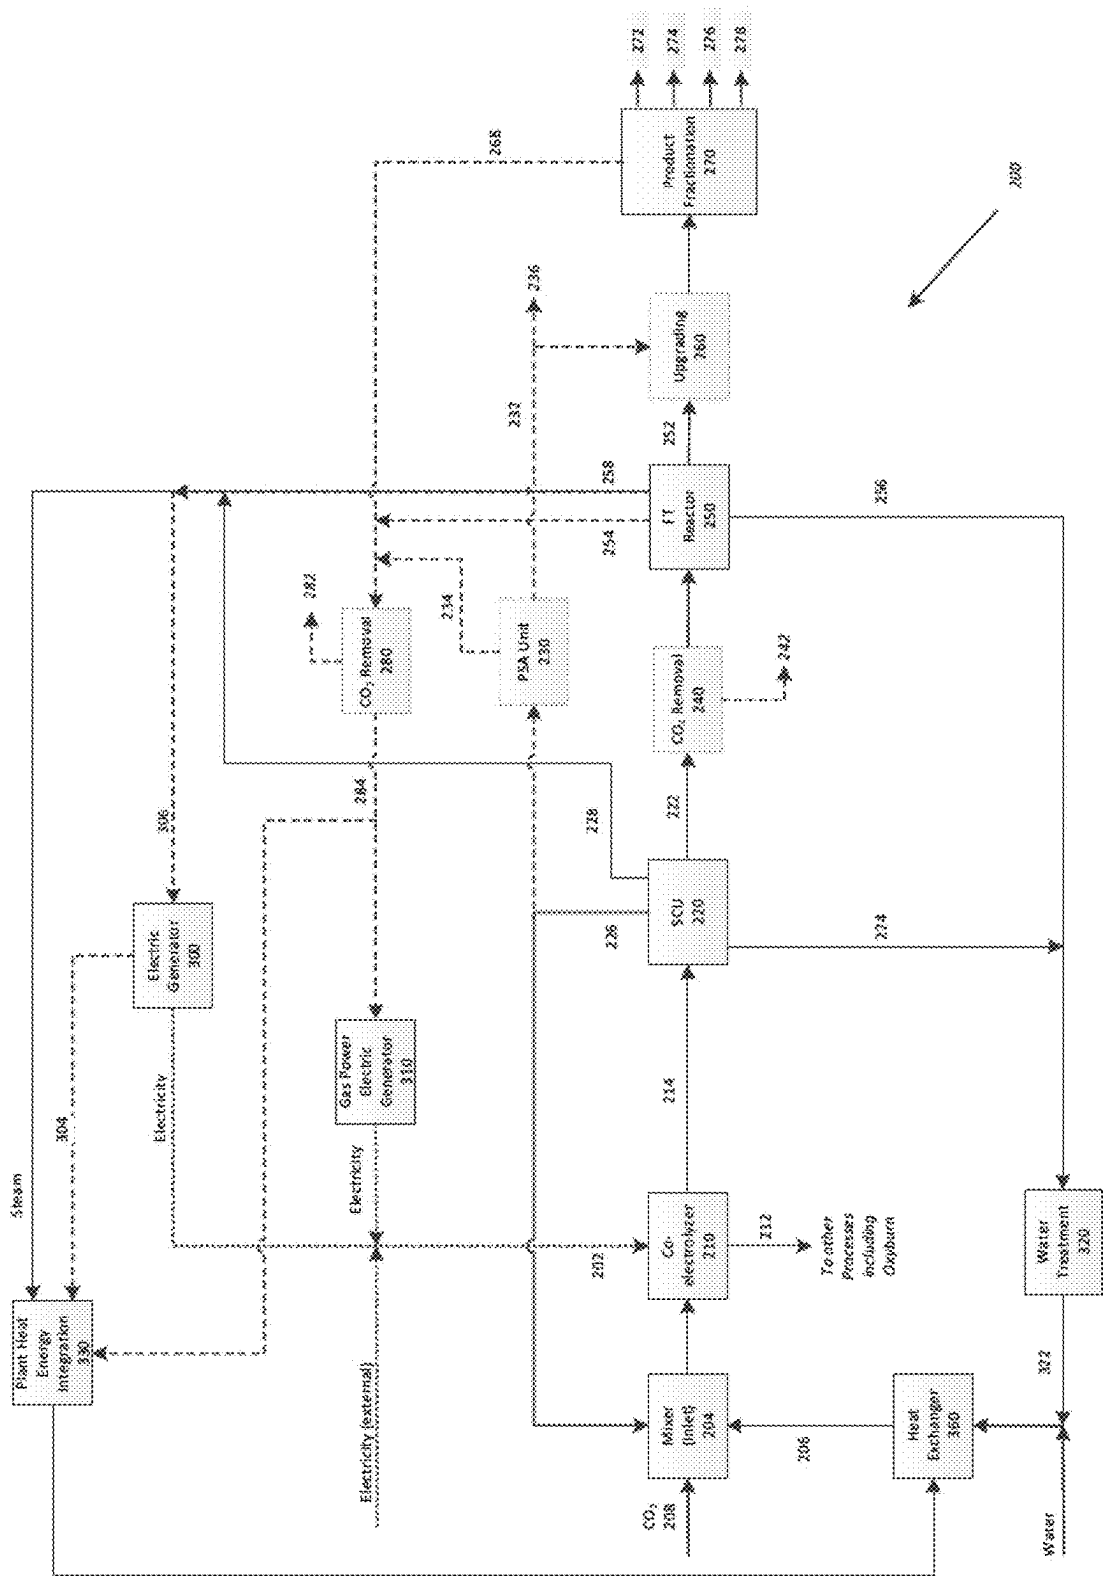 Steam
Plant Heat
Energy
Integration
330
304
Electricity
Electric
Generator
300
306
Electricity (external)
Electricity
Gas Power
Electric
Generator
310
284
CO₂ Removal
280
282
234
254
258
268
228
226
PSA Unit
230
232
236
202
CO₂
208
Mixer
(Inlet)
204
Co-
electrolyzer
210
214
SCU
220
222
CO₂ Removal
240
242
FT
Reactor
250
252
Upgrading
260
Product
Fractionation
270
272
274
276
278
212
To other
Processes
including
Oxyburn
206
Heat
Exchanger
360
224
256
Water
322
Water
Treatment
320
200